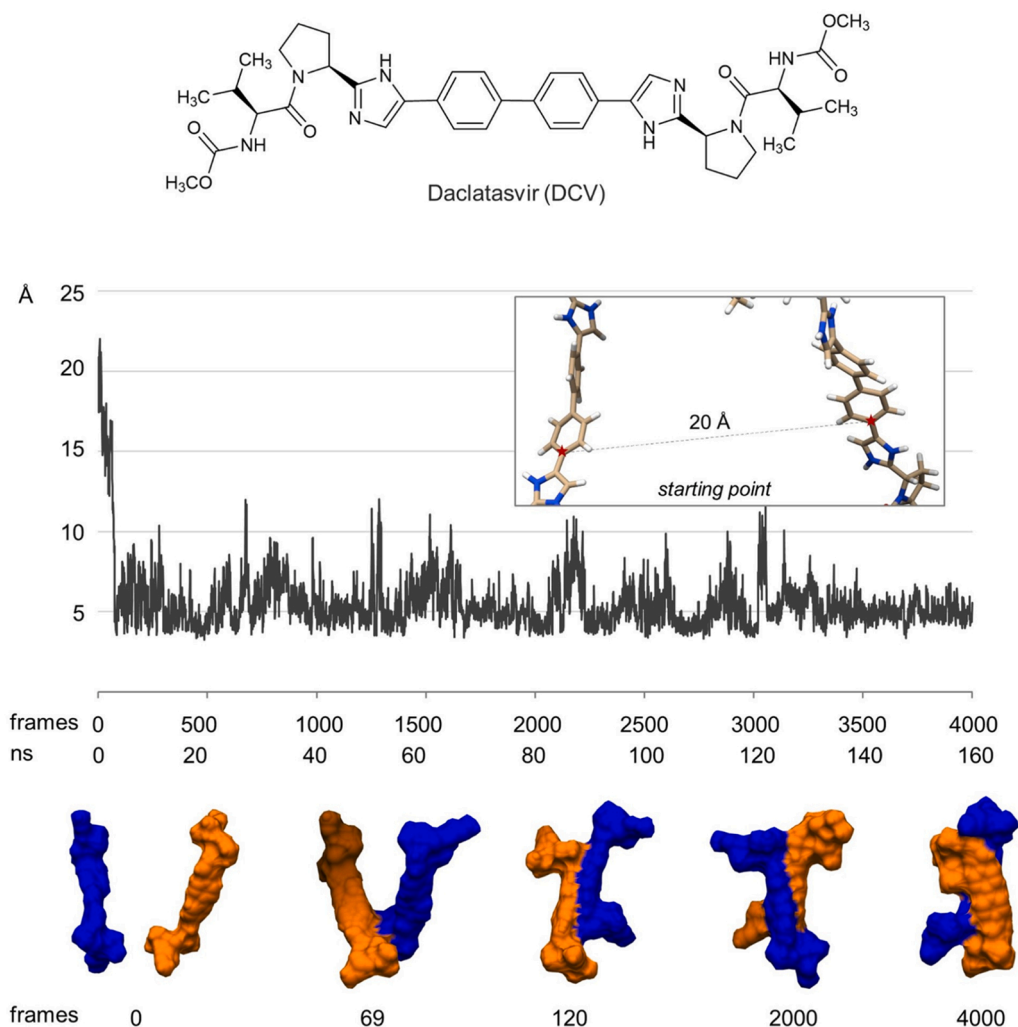 OCH₃
CH₃
H₃C
N
H
N
N
O
O
NH
H₃CO
O
NH
O
O
N
N
H
N
CH₃
H₃C
Daclatasvir (DCV)
Å
25
20
15
10
5
20 Å
starting point
frames 0 500 1000 1500 2000 2500 3000 3500 4000
ns 0 20 40 60 80 100 120 140 160
frames 0 69 120 2000 4000